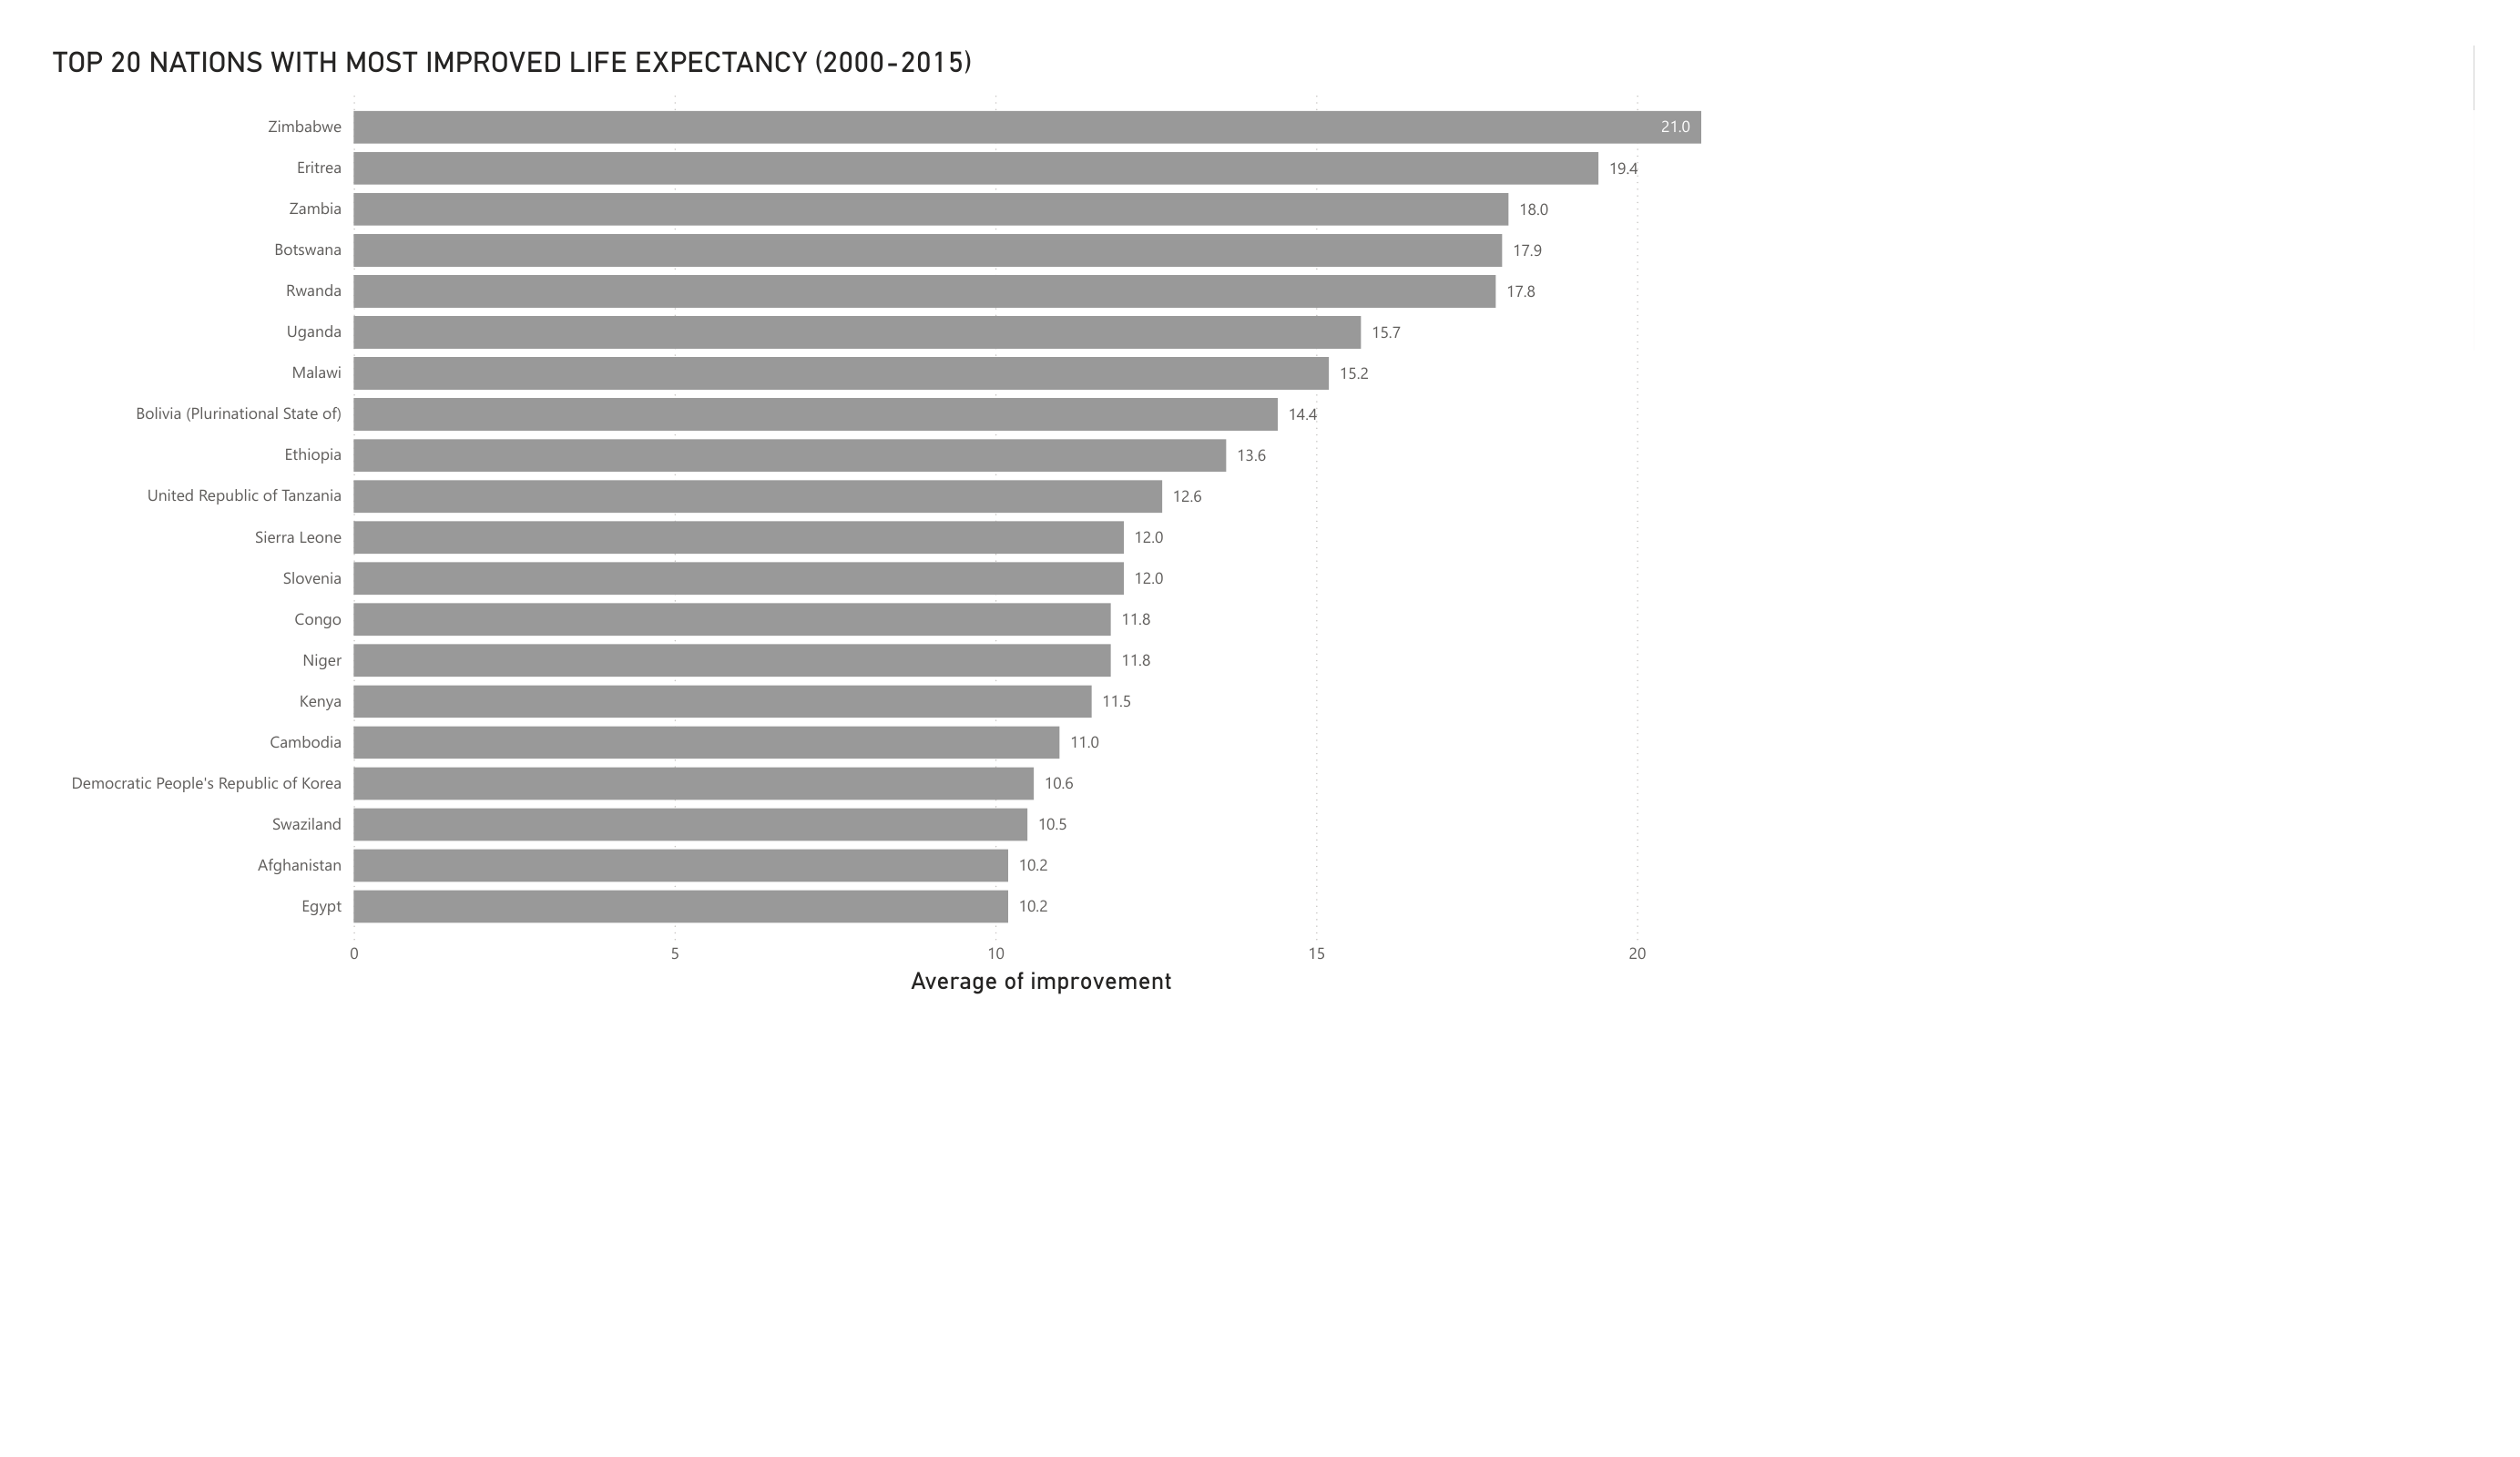 TOP 20 NATIONS WITH MOST IMPROVED LIFE EXPECTANCY (2000-2015)
Zimbabwe 21.0
Eritrea 19.4
Zambia 18.0
Botswana 17.9
Rwanda 17.8
Uganda 15.7
Malawi 15.2
Bolivia (Plurinational State of) 14.4
Ethiopia 13.6
United Republic of Tanzania 12.6
Sierra Leone 12.0
Slovenia 12.0
Congo 11.8
Niger 11.8
Kenya 11.5
Cambodia 11.0
Democratic People's Republic of Korea 10.6
Swaziland 10.5
Afghanistan 10.2
Egypt 10.2
0 5 10 15 20
Average of improvement